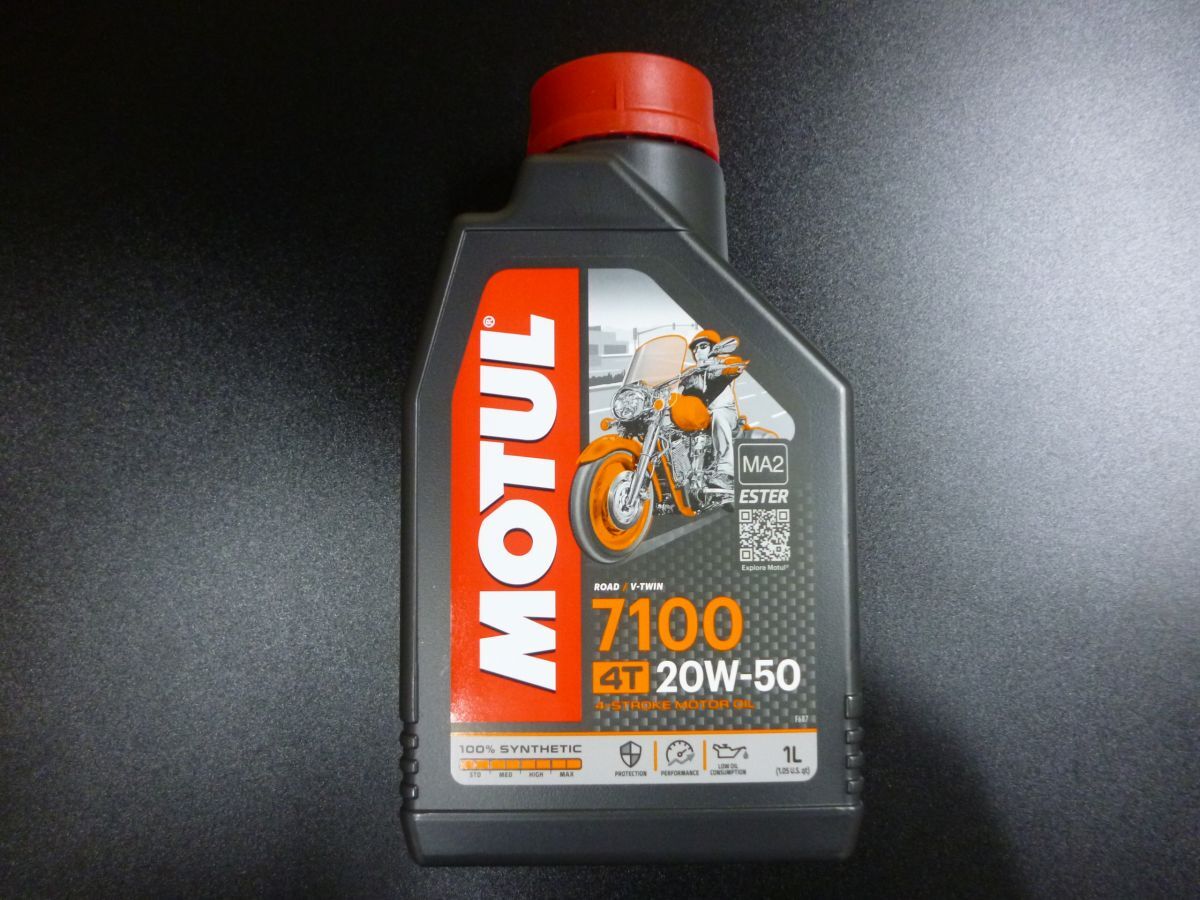 MOTUL®
MA2
ESTER
Explore Motul®
ROAD / V-TWIN
7100
4T 20W-50
4-STROKE MOTOR OIL
F687
100% SYNTHETIC
STD MED HIGH MAX
PROTECTION
PERFORMANCE
LOW OIL
CONSUMPTION
1L
(1.05 U.S. qt)